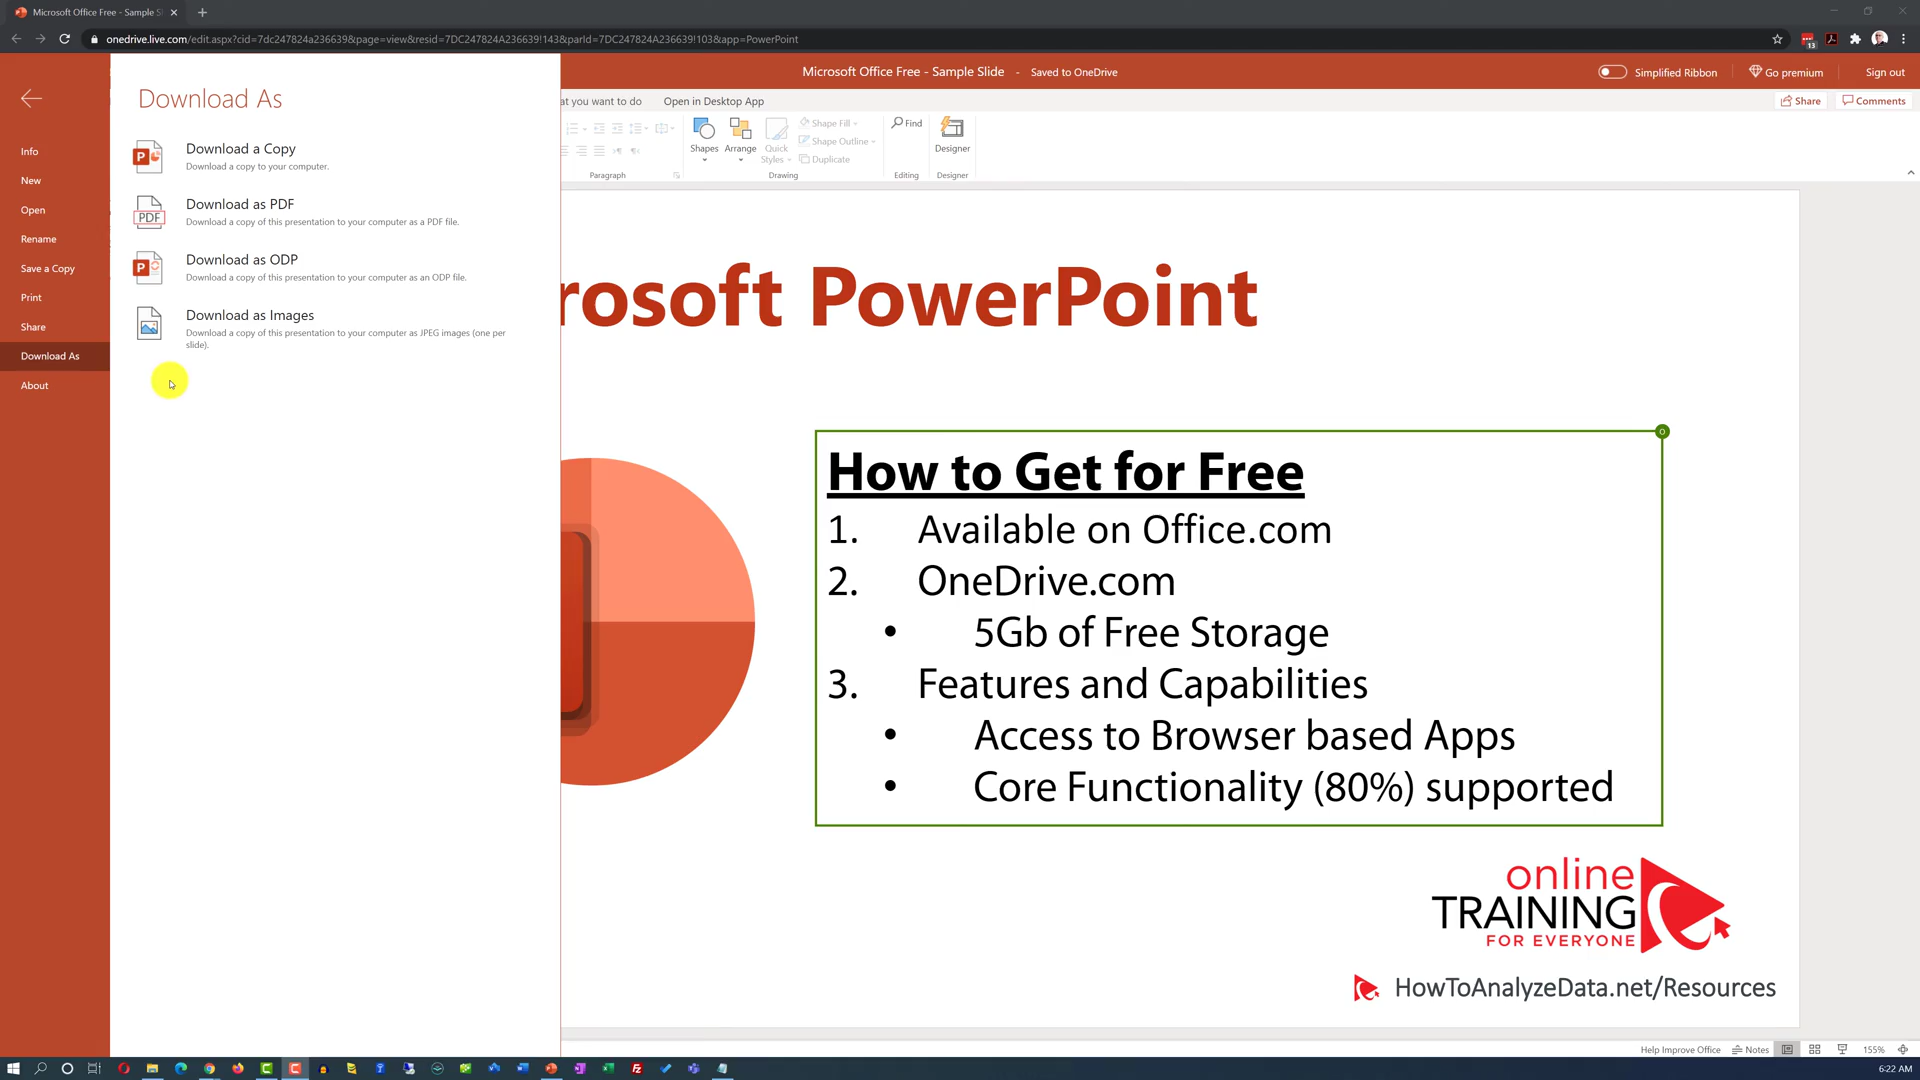 Microsoft Office Free - Sample Sl
onedrive.live.com/edit.aspx?cid=7dc247824a236639&page=view&resid=7DC247824A236639!143&parId=7DC247824A236639!103&app=PowerPoint
13
Microsoft Office Free - Sample Slide - Saved to OneDrive
Simplified Ribbon
Go premium
Sign out
at you want to do
Open in Desktop App
Share
Comments
Shapes
Arrange
Quick
Styles
Shape Fill
Shape Outline
Duplicate
Find
Designer
Paragraph
Drawing
Editing
Designer
Info
New
Open
Rename
Save a Copy
Print
Share
Download As
About
Download As
Download a Copy
Download a copy to your computer.
PDF
Download as PDF
Download a copy of this presentation to your computer as a PDF file.
Download as ODP
Download a copy of this presentation to your computer as an ODP file.
Download as Images
Download a copy of this presentation to your computer as JPEG images (one per
slide).
rosoft PowerPoint
How to Get for Free
1. Available on Office.com
2. OneDrive.com
• 5Gb of Free Storage
3. Features and Capabilities
• Access to Browser based Apps
• Core Functionality (80%) supported
online
TRAINING
FOR EVERYONE
HowToAnalyzeData.net/Resources
Help Improve Office
Notes
155%
6:22 AM